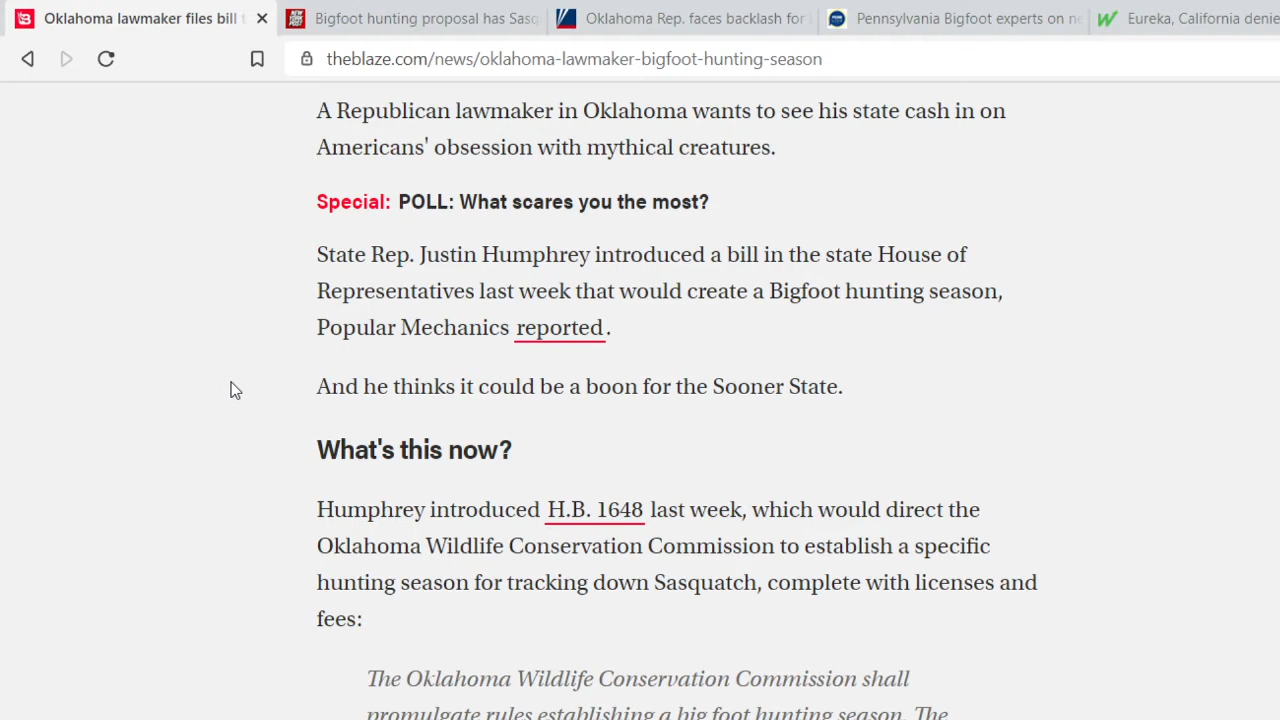 Oklahoma lawmaker files bill
Bigfoot hunting proposal has Sasq
Oklahoma Rep. faces backlash for
Pennsylvania Bigfoot experts on ne
Eureka, California denie
theblaze.com/news/oklahoma-lawmaker-bigfoot-hunting-season
A Republican lawmaker in Oklahoma wants to see his state cash in on
Americans' obsession with mythical creatures.
Special: POLL: What scares you the most?
State Rep. Justin Humphrey introduced a bill in the state House of
Representatives last week that would create a Bigfoot hunting season,
Popular Mechanics reported.
And he thinks it could be a boon for the Sooner State.
What's this now?
Humphrey introduced H.B. 1648 last week, which would direct the
Oklahoma Wildlife Conservation Commission to establish a specific
hunting season for tracking down Sasquatch, complete with licenses and
fees:
The Oklahoma Wildlife Conservation Commission shall
promulgate rules establishing a big foot hunting season. The